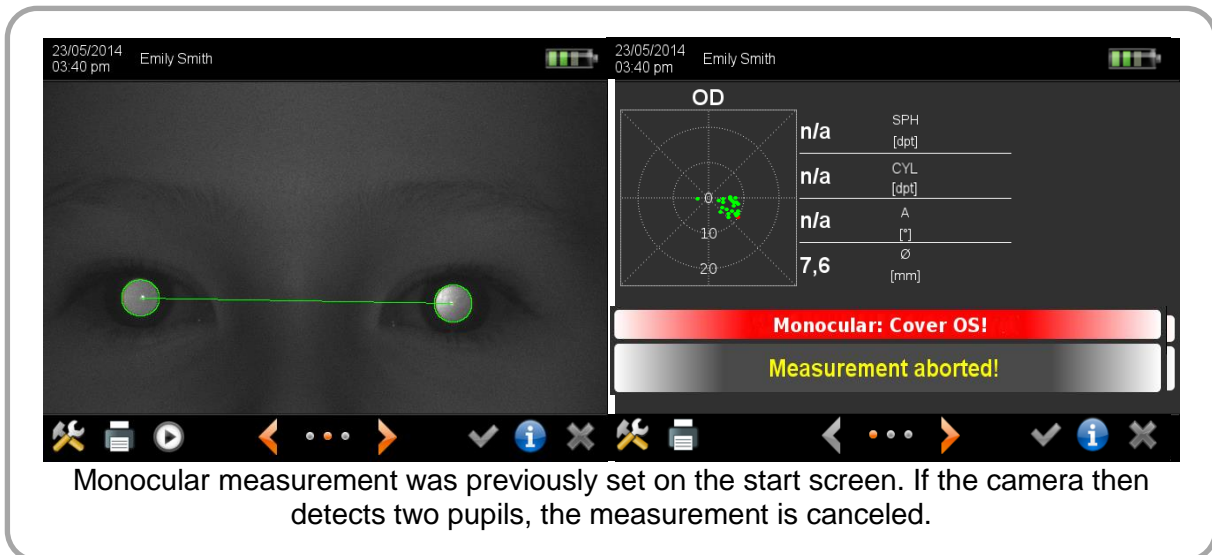 23/05/2014
03:40 pm Emily Smith
23/05/2014
03:40 pm Emily Smith
OD
0
10
20
n/a SPH
[dpt]
n/a CYL
[dpt]
n/a A
[°]
7,6 Ø
[mm]
Monocular: Cover OS!
Measurement aborted!
Monocular measurement was previously set on the start screen. If the camera then
detects two pupils, the measurement is canceled.